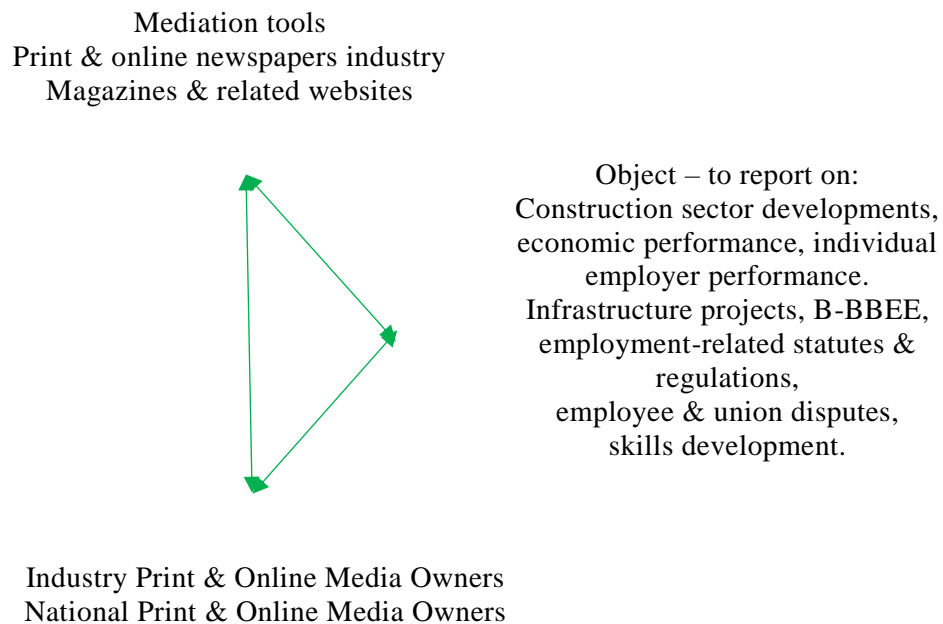 Mediation tools
Print & online newspapers industry
Magazines & related websites
Object – to report on:
Construction sector developments,
economic performance, individual
employer performance.
Infrastructure projects, B-BBEE,
employment-related statutes &
regulations,
employee & union disputes,
skills development.
Industry Print & Online Media Owners
National Print & Online Media Owners